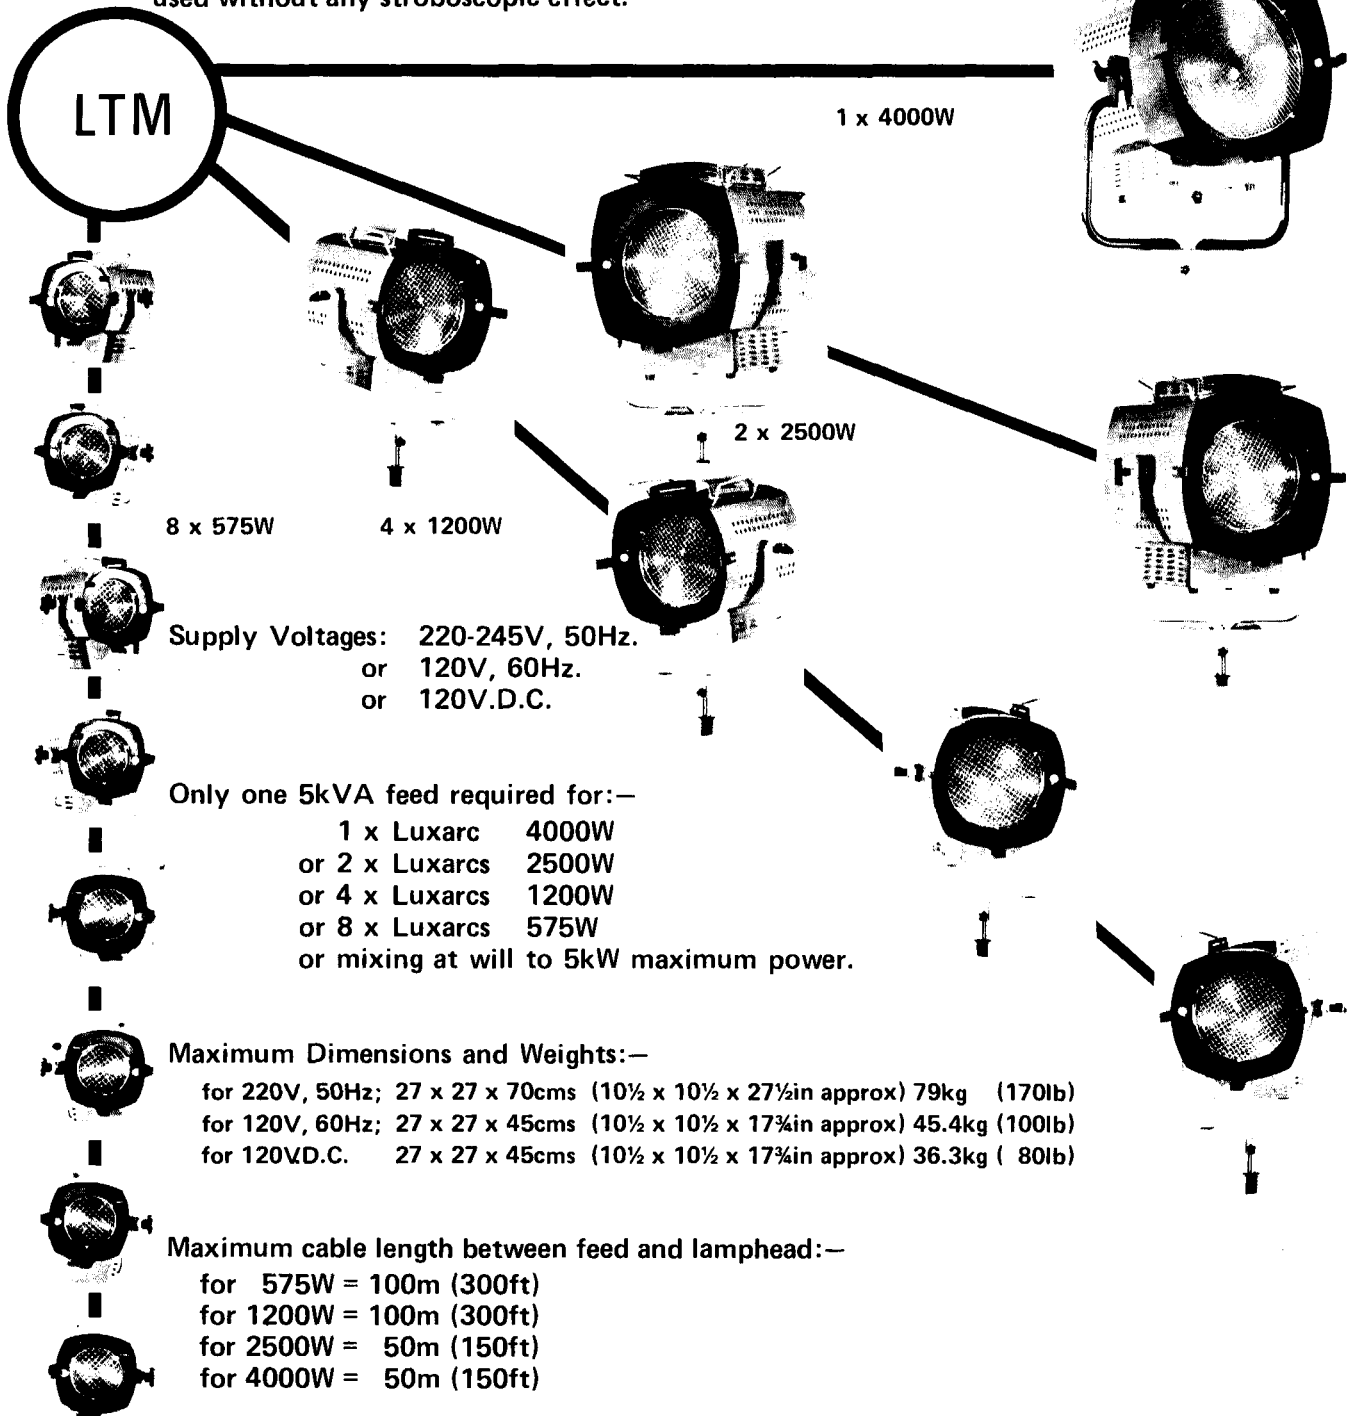 used without any stroboscopic effect.
LTM
1 x 4000W
2 x 2500W
8 x 575W 4 x 1200W
Supply Voltages: 220-245V, 50Hz.
or 120V, 60Hz.
or 120V.D.C.
Only one 5kVA feed required for:—
1 x Luxarc 4000W
or 2 x Luxarcs 2500W
or 4 x Luxarcs 1200W
or 8 x Luxarcs 575W
or mixing at will to 5kW maximum power.
Maximum Dimensions and Weights:—
for 220V, 50Hz; 27 x 27 x 70cms (10½ x 10½ x 27½in approx) 79kg (170lb)
for 120V, 60Hz; 27 x 27 x 45cms (10½ x 10½ x 17¾in approx) 45.4kg (100lb)
for 120V.D.C. 27 x 27 x 45cms (10½ x 10½ x 17¾in approx) 36.3kg ( 80lb)
Maximum cable length between feed and lamphead:—
for 575W = 100m (300ft)
for 1200W = 100m (300ft)
for 2500W = 50m (150ft)
for 4000W = 50m (150ft)